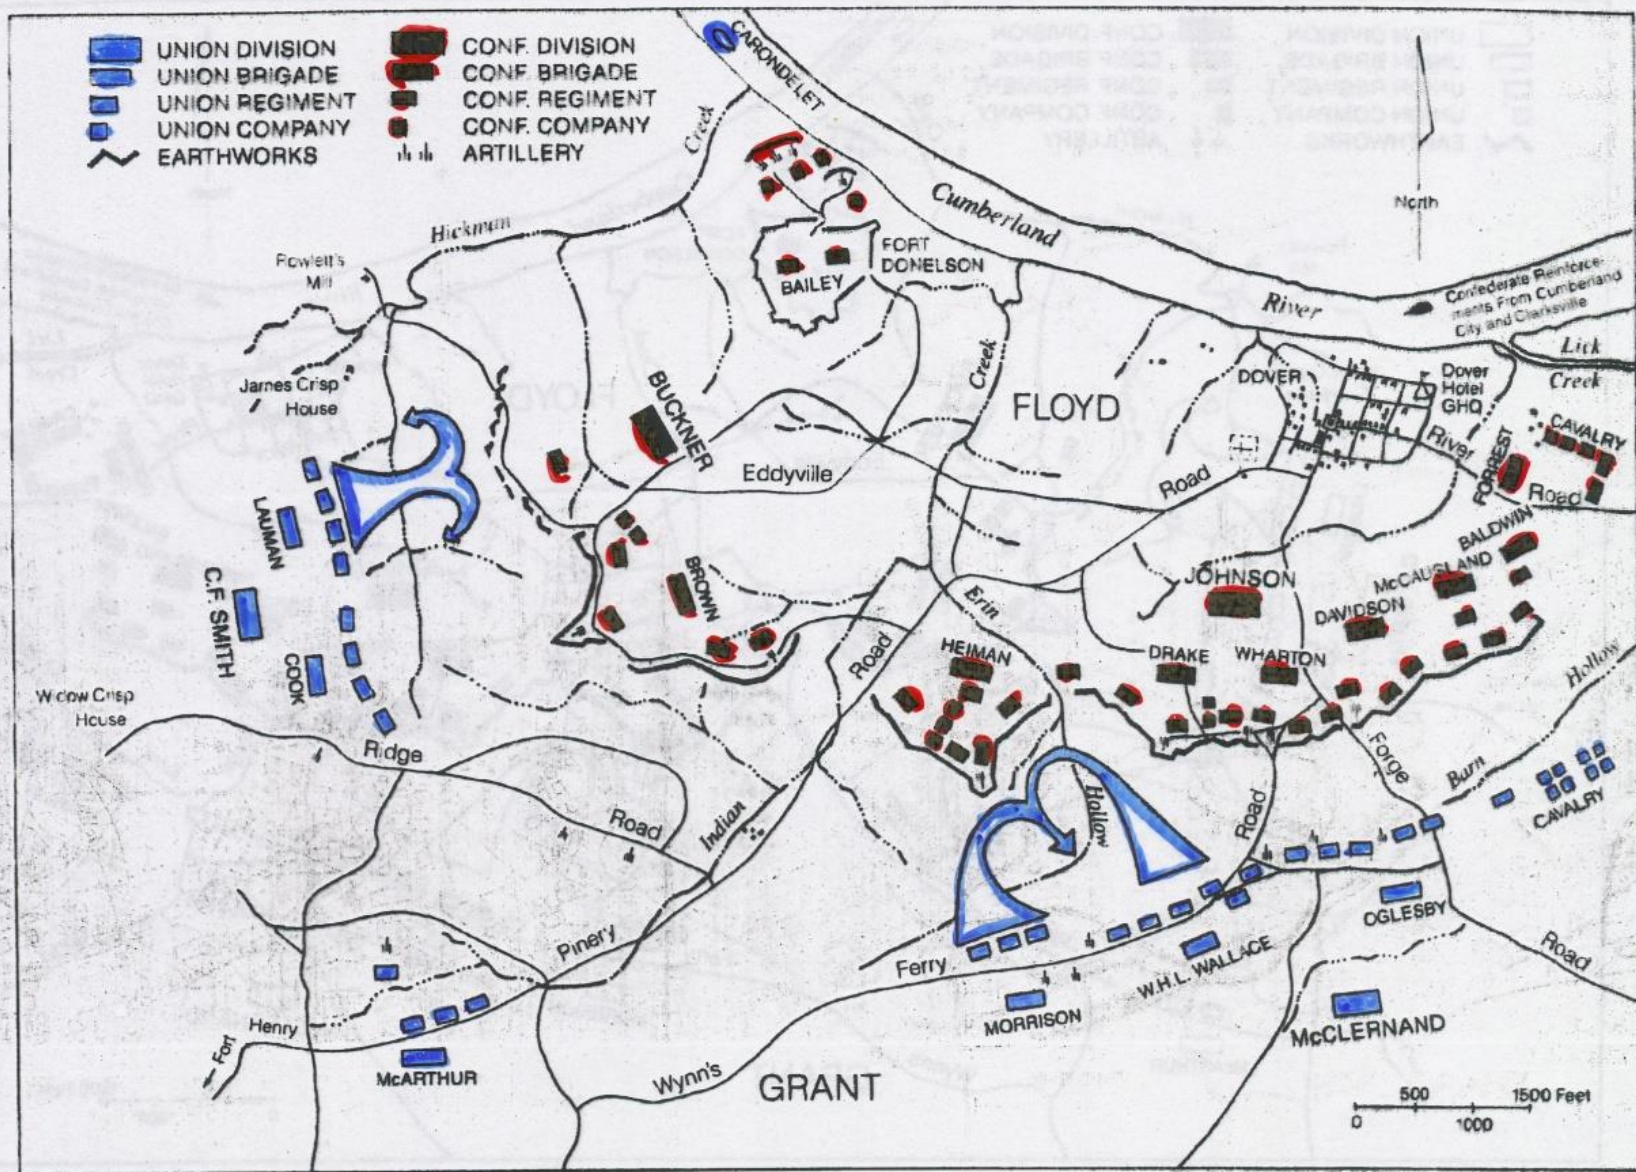 UNION DIVISION
UNION BRIGADE
UNION REGIMENT
UNION COMPANY
EARTHWORKS
CONF. DIVISION
CONF. BRIGADE
CONF. REGIMENT
CONF. COMPANY
ARTILLERY
CARONDELET
North
Creek
Hickman
Cumberland
River
Rowlett's
Mill
FORT
DONELSON
BAILEY
Confederate Reinforce-
ments From Cumberland
City and Clarksville
Lick
Creek
James Crisp
House
BUCKNER
Creek
FLOYD
DOVER
Dover
Hotel
GHQ
River
Road
CAVALRY
FORREST
Eddyville
Road
LAUMAN
C.F. SMITH
COOK
BROWN
Erin
Hollow
JOHNSON
BALDWIN
McCAUSLAND
DAVIDSON
HEIMAN
DRAKE
WHARTON
Road
Widow Crisp
House
Ridge
Road
Indian
Forge
Road
Barn
Hollow
CAVALRY
Road
Pinery
Ferry
W.H.L. WALLACE
OGLESBY
MORRISON
McCLERNAND
Henry
Fort
McARTHUR
Wynn's
GRANT
500 1500 Feet
0 1000